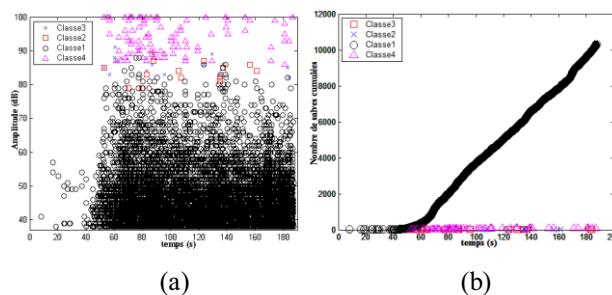 100
90
80
70
60
50
40
Amplitude (dB)
Classe3
Classe2
Classe1
Classe4
0 20 40 60 80 100 120 140 160 180
temps (s)
(a)
12000
10000
8000
6000
4000
2000
0
Nombre de salves cumulées
Classe3
Classe2
Classe1
Classe4
0 20 40 60 80 100 120 140 160 180 200
temps (s)
(b)